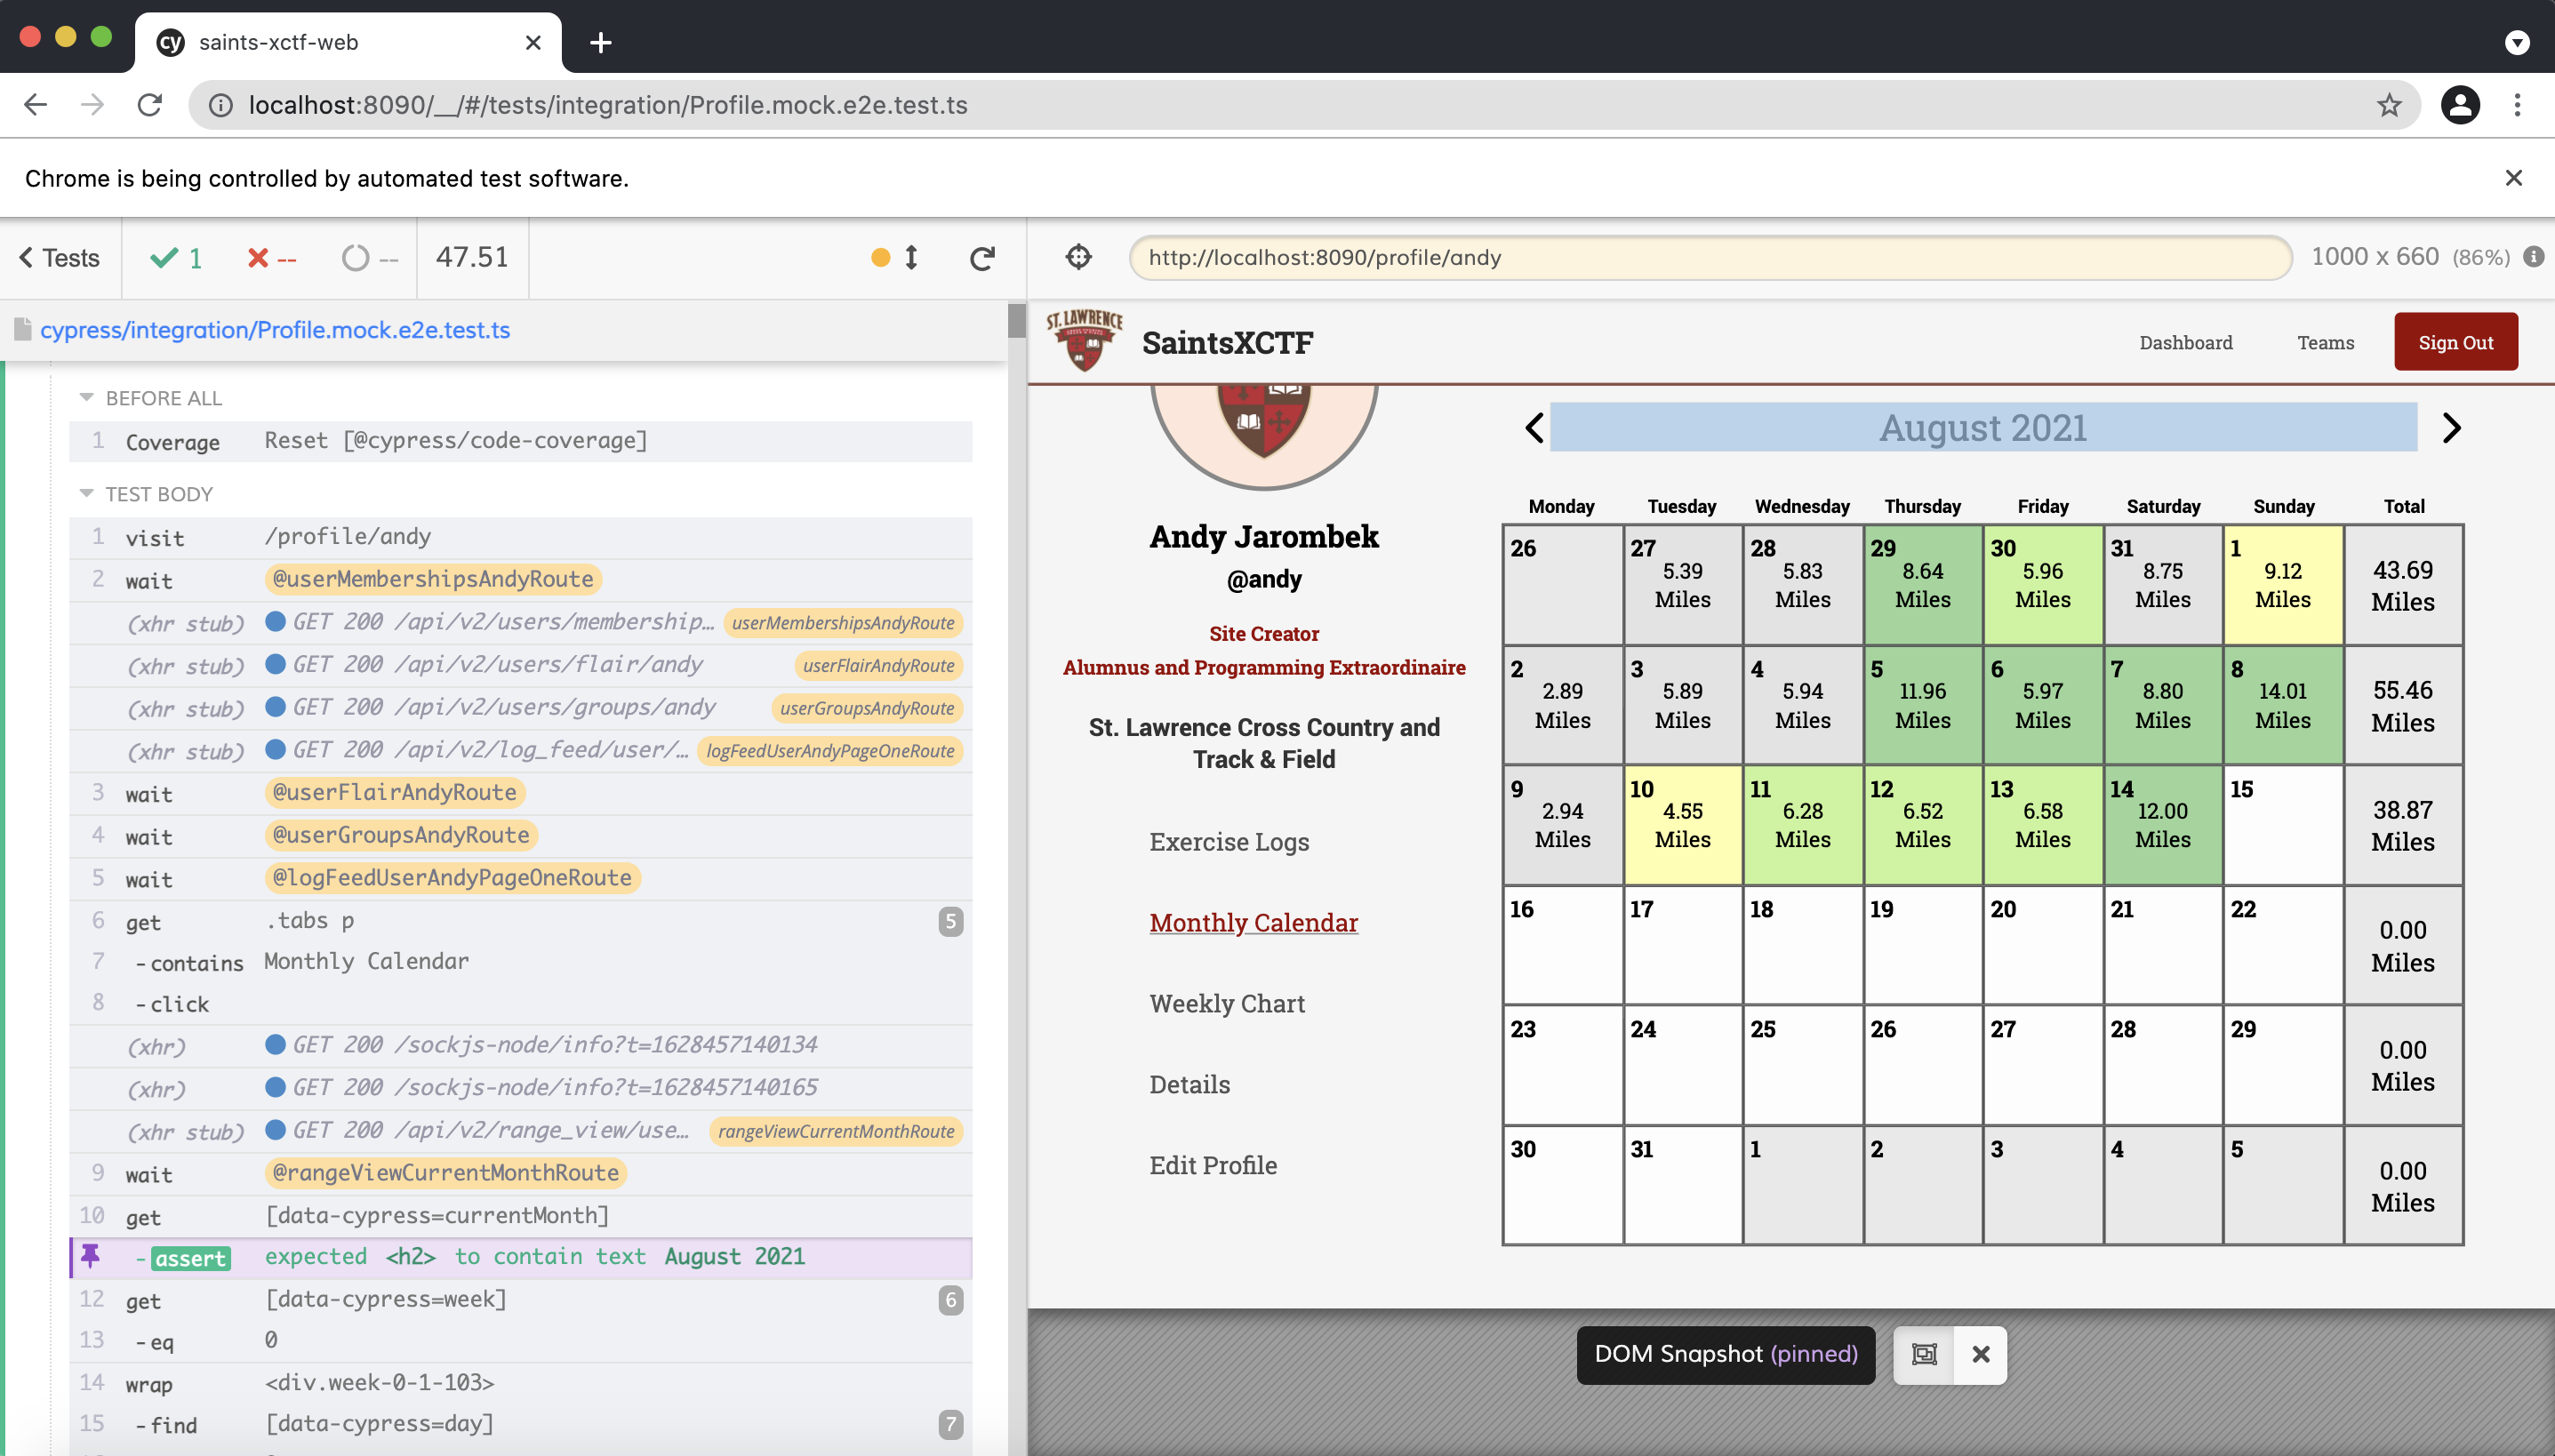 cy saints-xctf-web
localhost:8090/__/#/tests/integration/Profile.mock.e2e.test.ts
Chrome is being controlled by automated test software.
Tests 1 -- -- 47.51
http://localhost:8090/profile/andy 1000 x 660 (86%)
cypress/integration/Profile.mock.e2e.test.ts
BEFORE ALL
1 Coverage Reset [@cypress/code-coverage]
TEST BODY
1 visit /profile/andy
2 wait @userMembershipsAndyRoute
(xhr stub) GET 200 /api/v2/users/membership... userMembershipsAndyRoute
(xhr stub) GET 200 /api/v2/users/flair/andy userFlairAndyRoute
(xhr stub) GET 200 /api/v2/users/groups/andy userGroupsAndyRoute
(xhr stub) GET 200 /api/v2/log_feed/user/... logFeedUserAndyPageOneRoute
3 wait @userFlairAndyRoute
4 wait @userGroupsAndyRoute
5 wait @logFeedUserAndyPageOneRoute
6 get .tabs p 5
7 -contains Monthly Calendar
8 -click
(xhr) GET 200 /sockjs-node/info?t=1628457140134
(xhr) GET 200 /sockjs-node/info?t=1628457140165
(xhr stub) GET 200 /api/v2/range_view/use... rangeViewCurrentMonthRoute
9 wait @rangeViewCurrentMonthRoute
10 get [data-cypress=currentMonth]
-assert expected <h2> to contain text August 2021
12 get [data-cypress=week] 6
13 -eq 0
14 wrap <div.week-0-1-103>
15 -find [data-cypress=day] 7
ST. LAWRENCE
SaintsXCTF
Dashboard Teams Sign Out
Andy Jarombek
@andy
Site Creator
Alumnus and Programming Extraordinaire
St. Lawrence Cross Country and
Track & Field
Exercise Logs
Monthly Calendar
Weekly Chart
Details
Edit Profile
August 2021
Monday Tuesday Wednesday Thursday Friday Saturday Sunday Total
26 27 28 29 30 31 1
5.39 5.83 8.64 5.96 8.75 9.12 43.69
Miles Miles Miles Miles Miles Miles Miles
2 3 4 5 6 7 8
2.89 5.89 5.94 11.96 5.97 8.80 14.01 55.46
Miles Miles Miles Miles Miles Miles Miles Miles
9 10 11 12 13 14 15
2.94 4.55 6.28 6.52 6.58 12.00 38.87
Miles Miles Miles Miles Miles Miles Miles
16 17 18 19 20 21 22
0.00
Miles
23 24 25 26 27 28 29
0.00
Miles
30 31 1 2 3 4 5
0.00
Miles
DOM Snapshot (pinned)